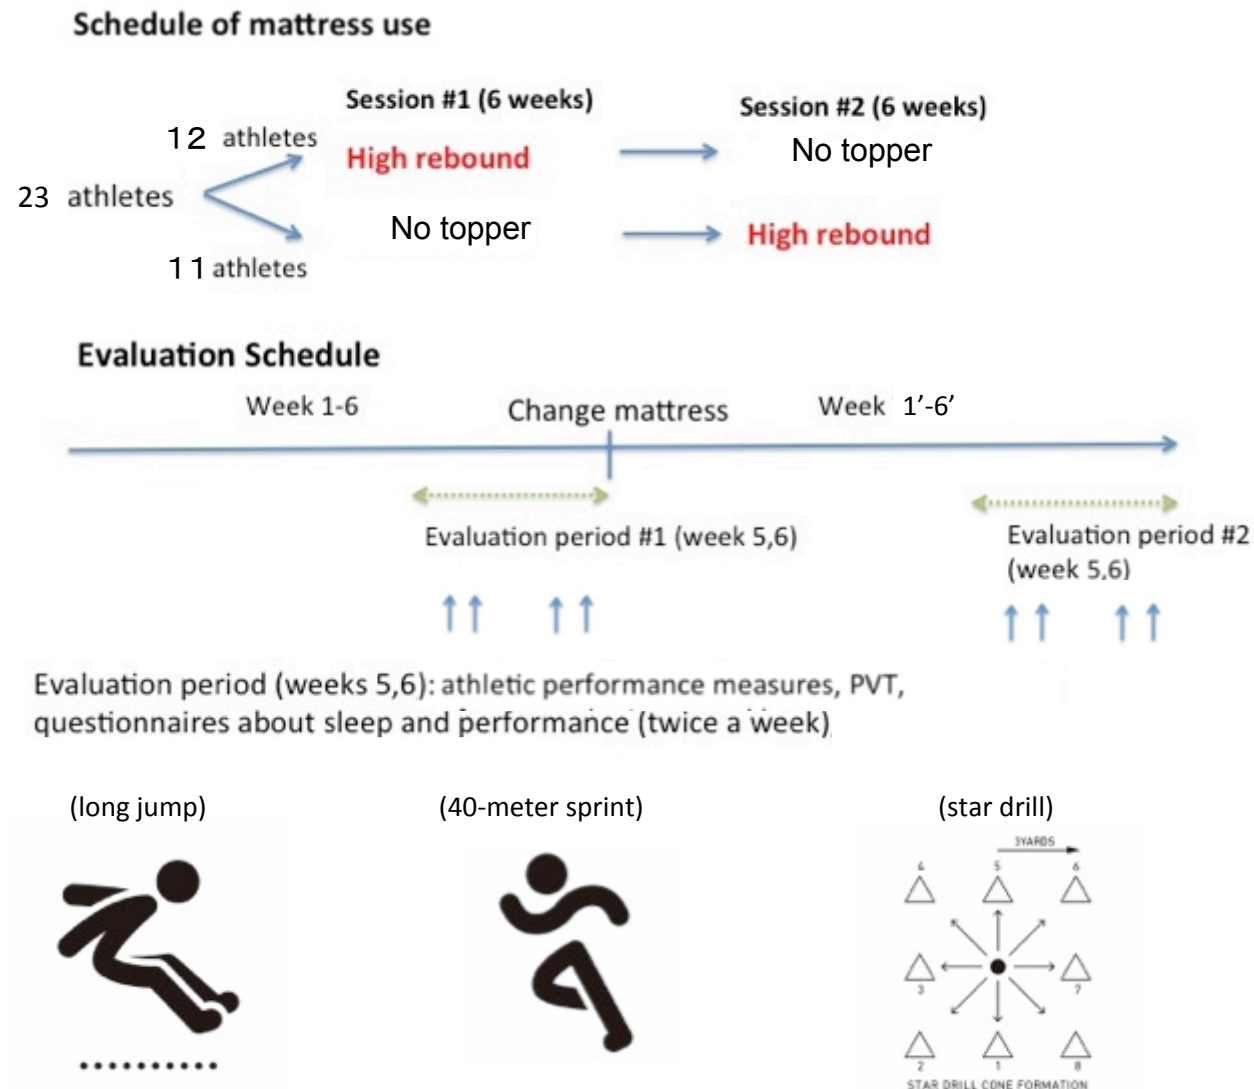 Schedule of mattress use
Session #1 (6 weeks)
Session #2 (6 weeks)
12 athletes
High rebound
No topper
23 athletes
No topper
High rebound
11 athletes
Evaluation Schedule
Week 1-6
Change mattress
Week 1’-6’
Evaluation period #1 (week 5,6)
Evaluation period #2
(week 5,6)
Evaluation period (weeks 5,6): athletic performance measures, PVT,
questionnaires about sleep and performance (twice a week)
(long jump)
(40-meter sprint)
(star drill)
3YARDS
4 5 6
3 7
2 1 8
STAR DRILL CONE FORMATION